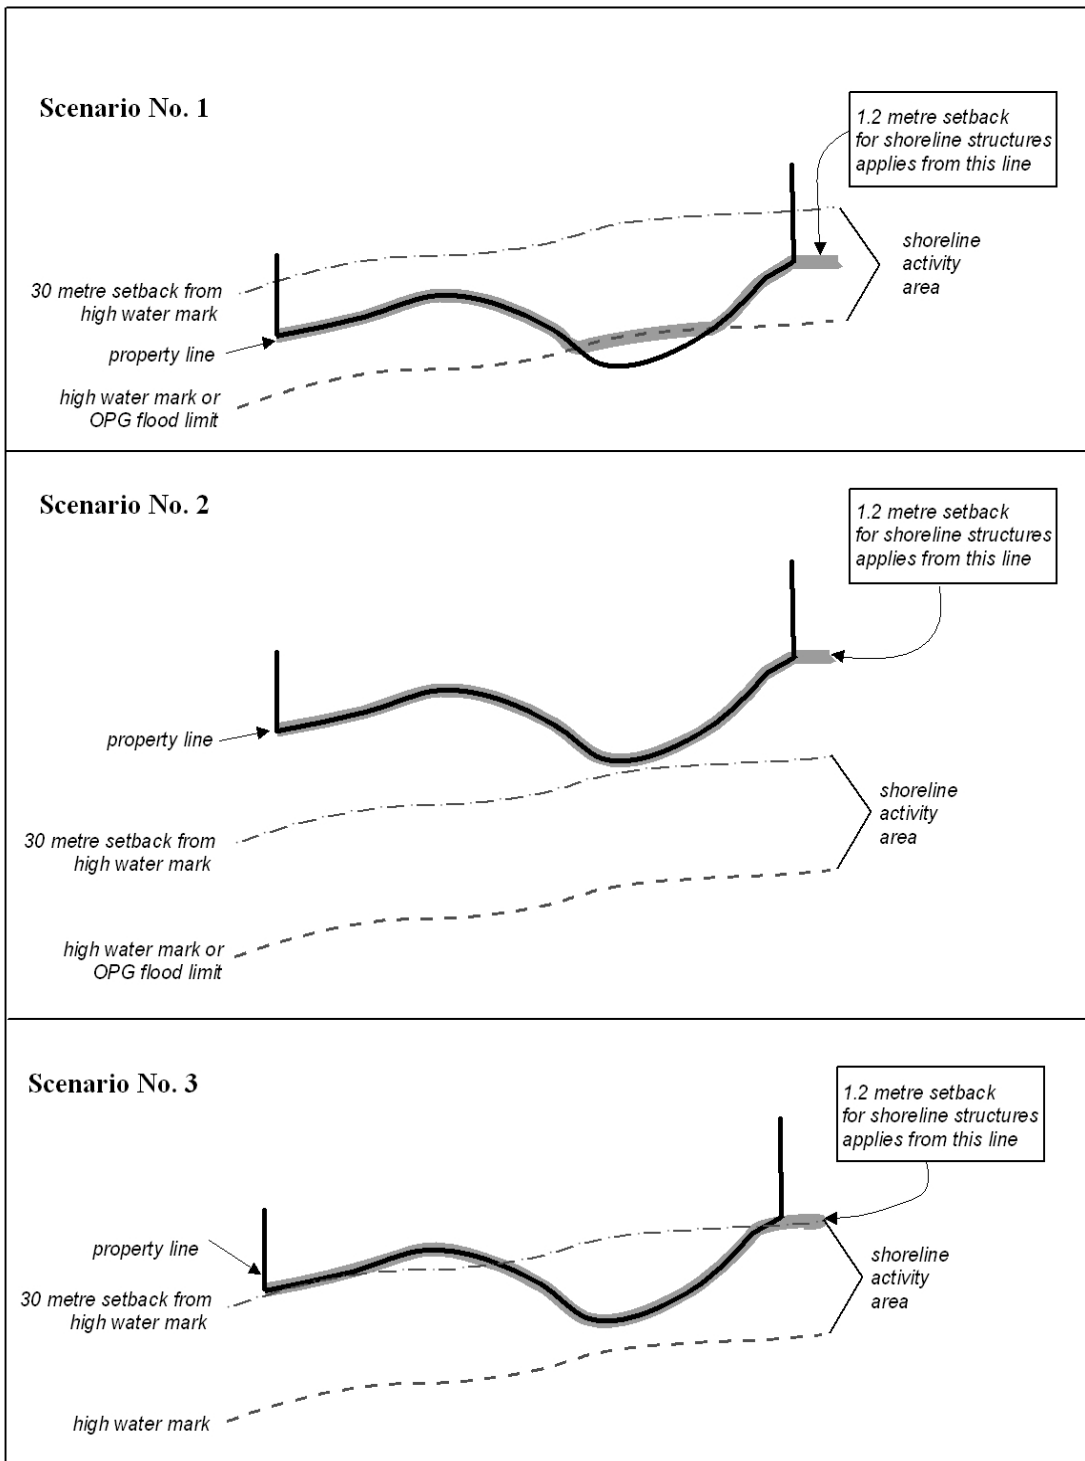 Scenario No. 1
1.2 metre setback
for shoreline structures
applies from this line
shoreline
activity
area
30 metre setback from
high water mark
property line
high water mark or
OPG flood limit
Scenario No. 2
1.2 metre setback
for shoreline structures
applies from this line
property line
shoreline
activity
area
30 metre setback from
high water mark
high water mark or
OPG flood limit
Scenario No. 3
1.2 metre setback
for shoreline structures
applies from this line
property line
shoreline
activity
area
30 metre setback from
high water mark
high water mark